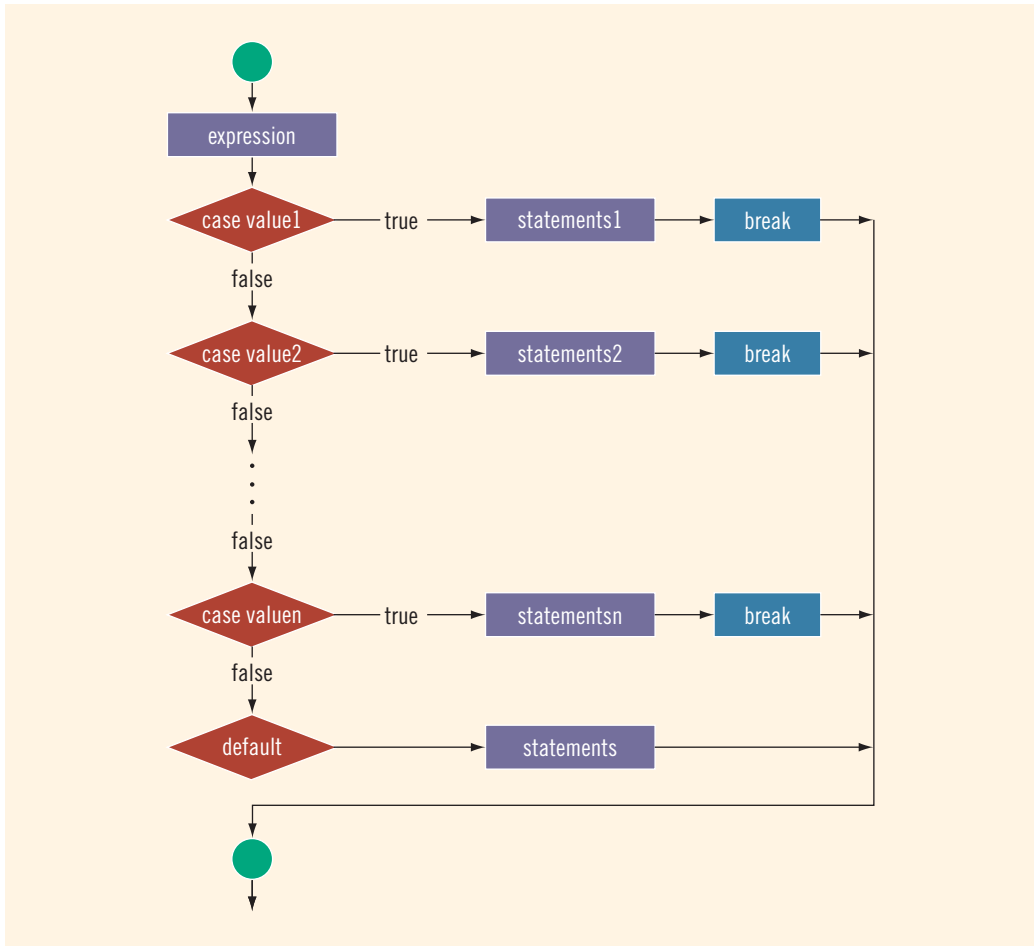 expression
case value1
true
statements1
break
false
case value2
true
statements2
break
false
false
case valuen
true
statementsn
break
false
default
statements